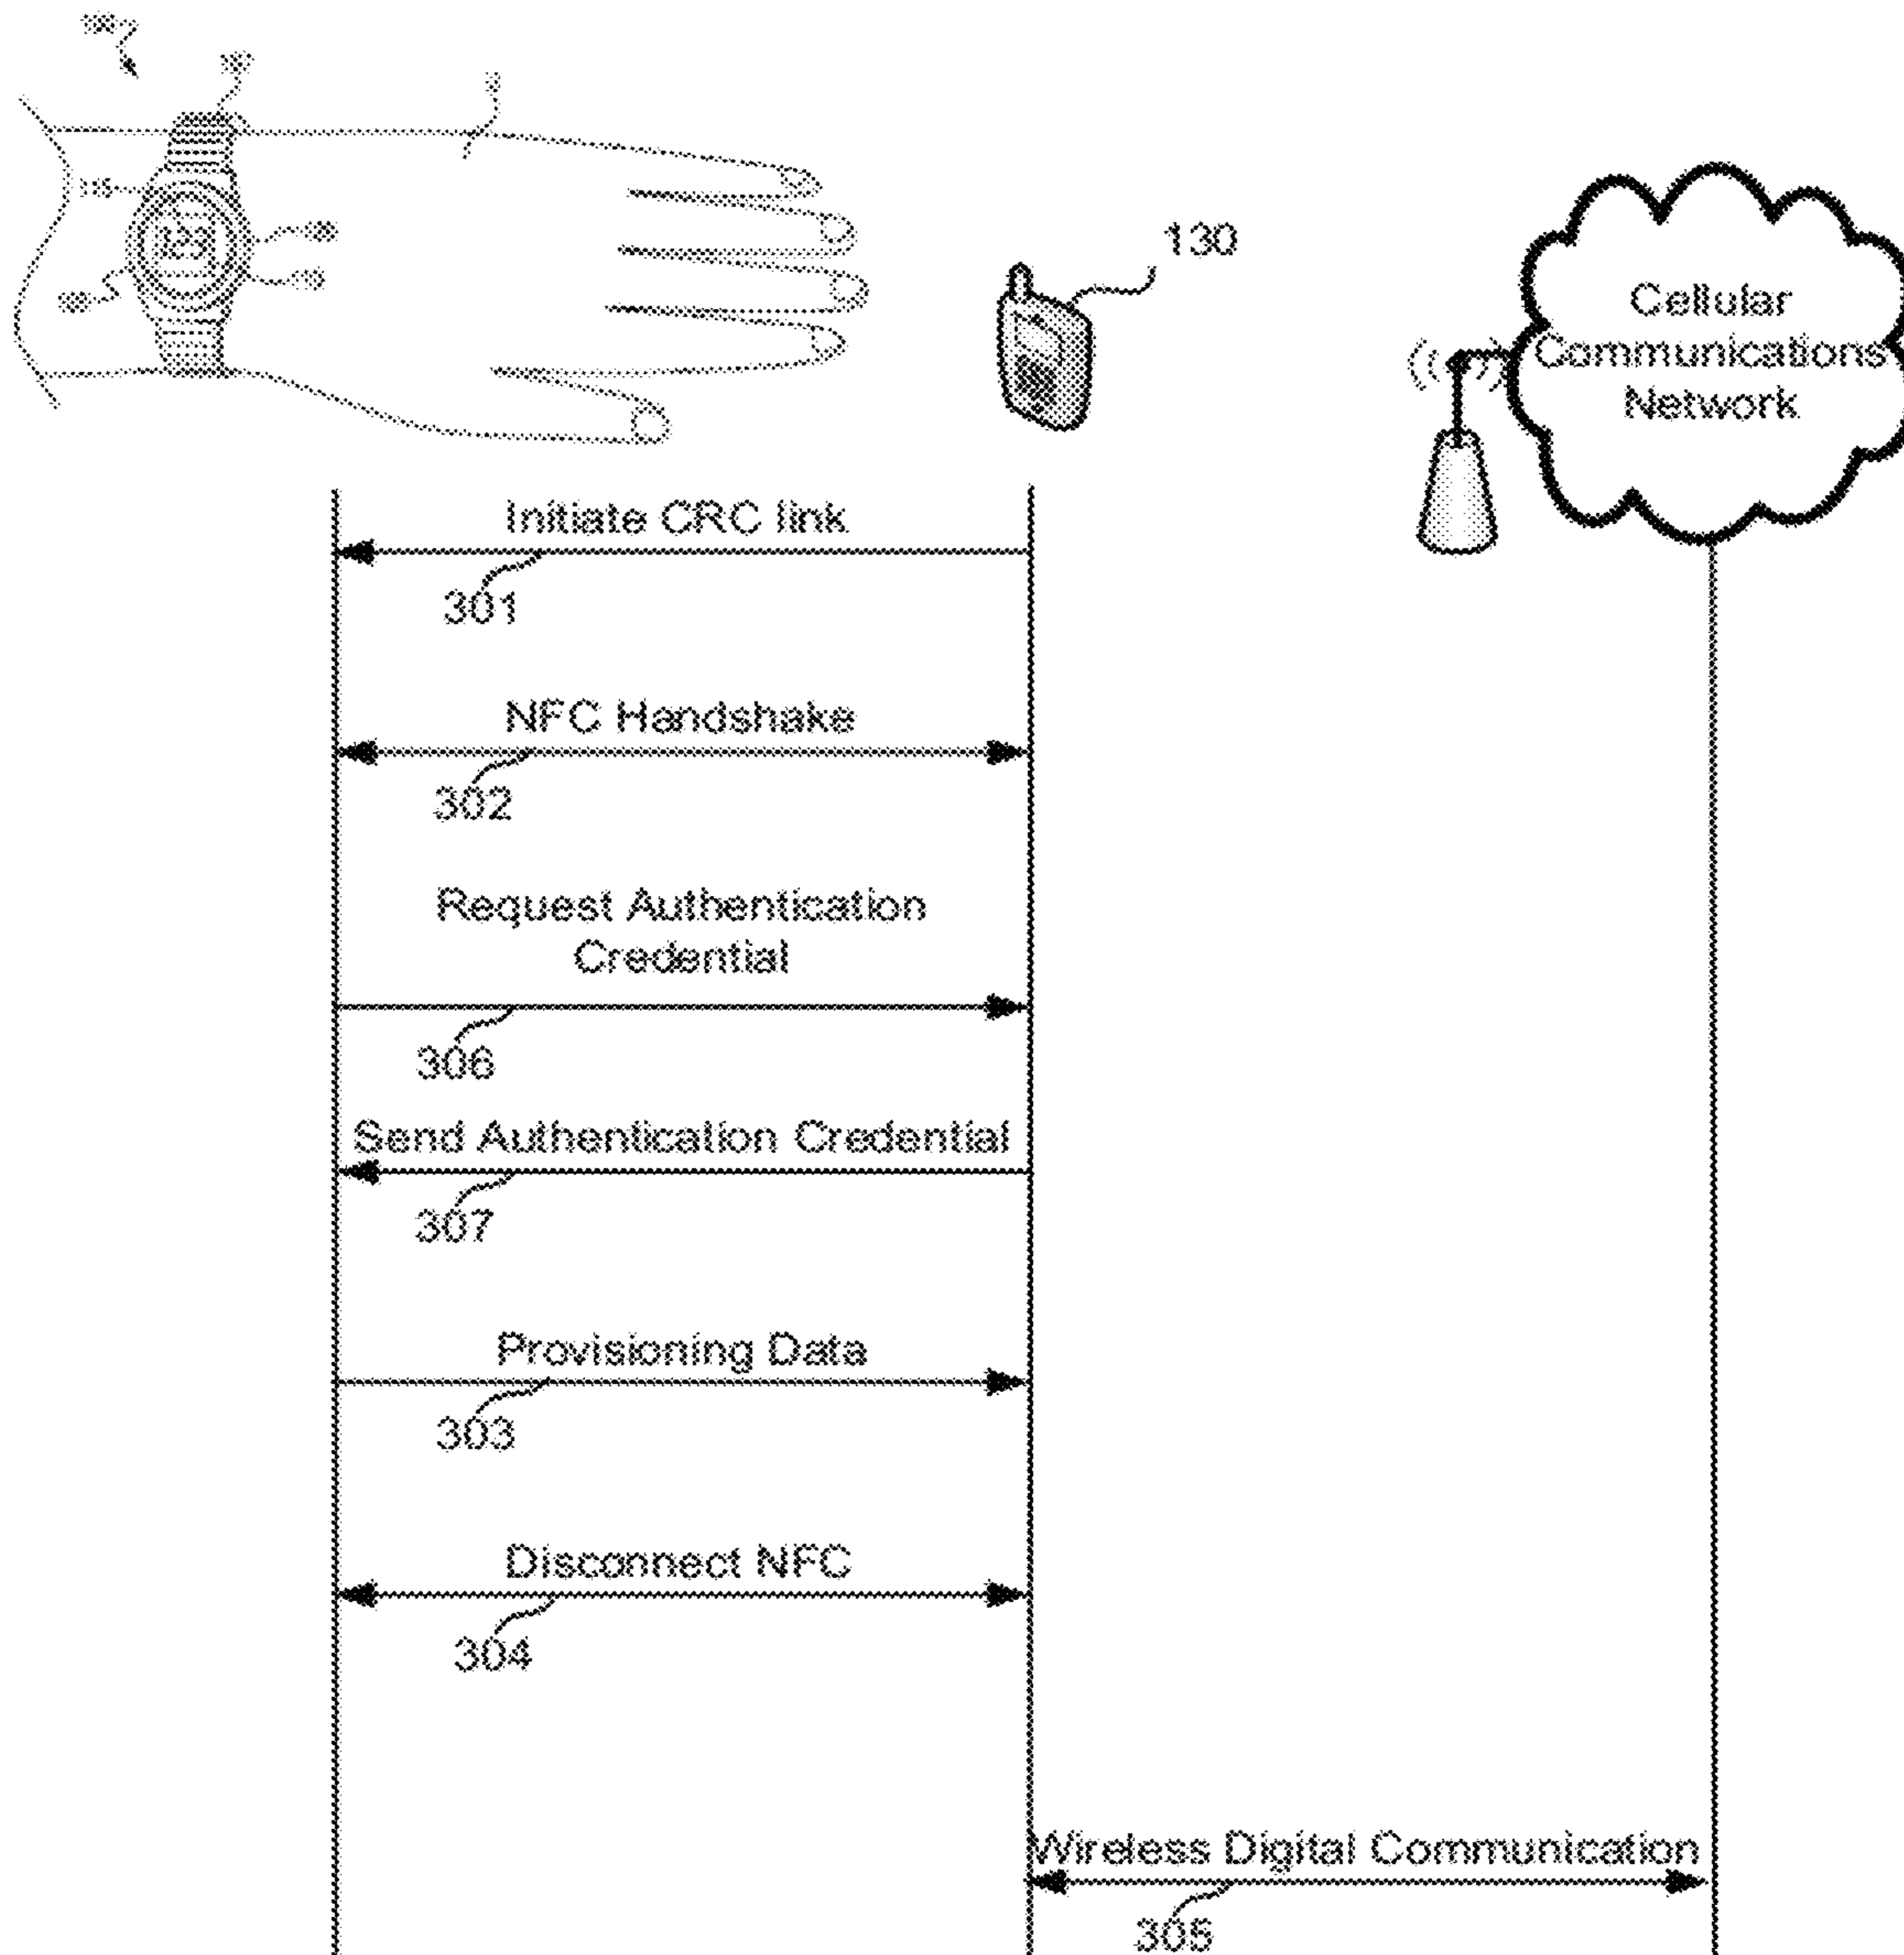 123
130
Cellular
Communications
Network
Initiate CRC link
301
NFC Handshake
302
Request Authentication
Credential
306
Send Authentication Credential
307
Provisioning Data
303
Disconnect NFC
304
Wireless Digital Communication
305